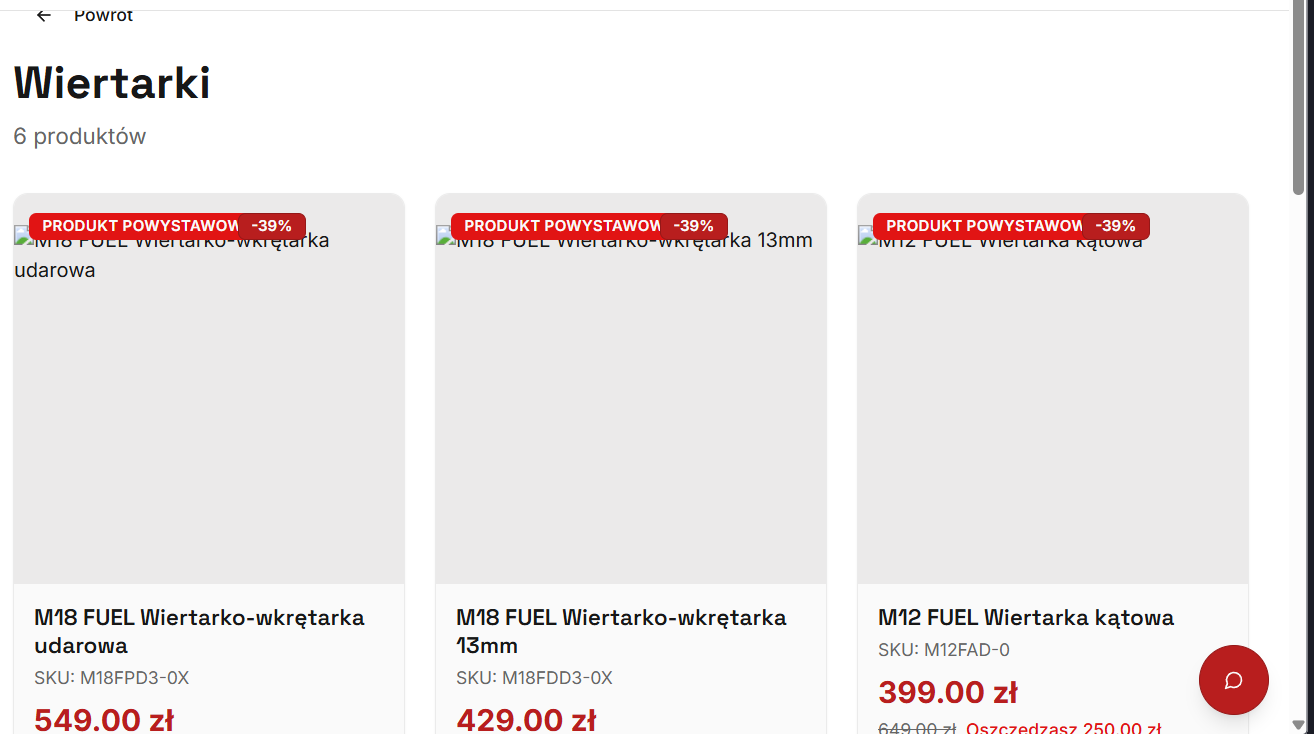 Powrót
Wiertarki
6 produktów
PRODUKT POWYSTAWOW
-39%
M18 FUEL Wiertarko-wkrętarka
udarowa
PRODUKT POWYSTAWOW
-39%
M18 FUEL Wiertarko-wkrętarka 13mm
PRODUKT POWYSTAWOW
-39%
M12 FUEL Wiertarka kątowa
M18 FUEL Wiertarko-wkrętarka
udarowa
SKU: M18FPD3-0X
549.00 zł
M18 FUEL Wiertarko-wkrętarka
13mm
SKU: M18FDD3-0X
429.00 zł
M12 FUEL Wiertarka kątowa
SKU: M12FAD-0
399.00 zł
649.00 zł Oszczędzasz 250.00 zł